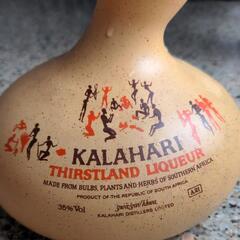 KALAHARI
THIRSTLAND LIQUEUR
MADE FROM BULBS, PLANTS AND HERBS OF SOUTHERN AFRICA
PRODUCT OF THE REPUBLIC OF SOUTH AFRICA
35% Vol
KALAHARI DISTILLERS LIMITED